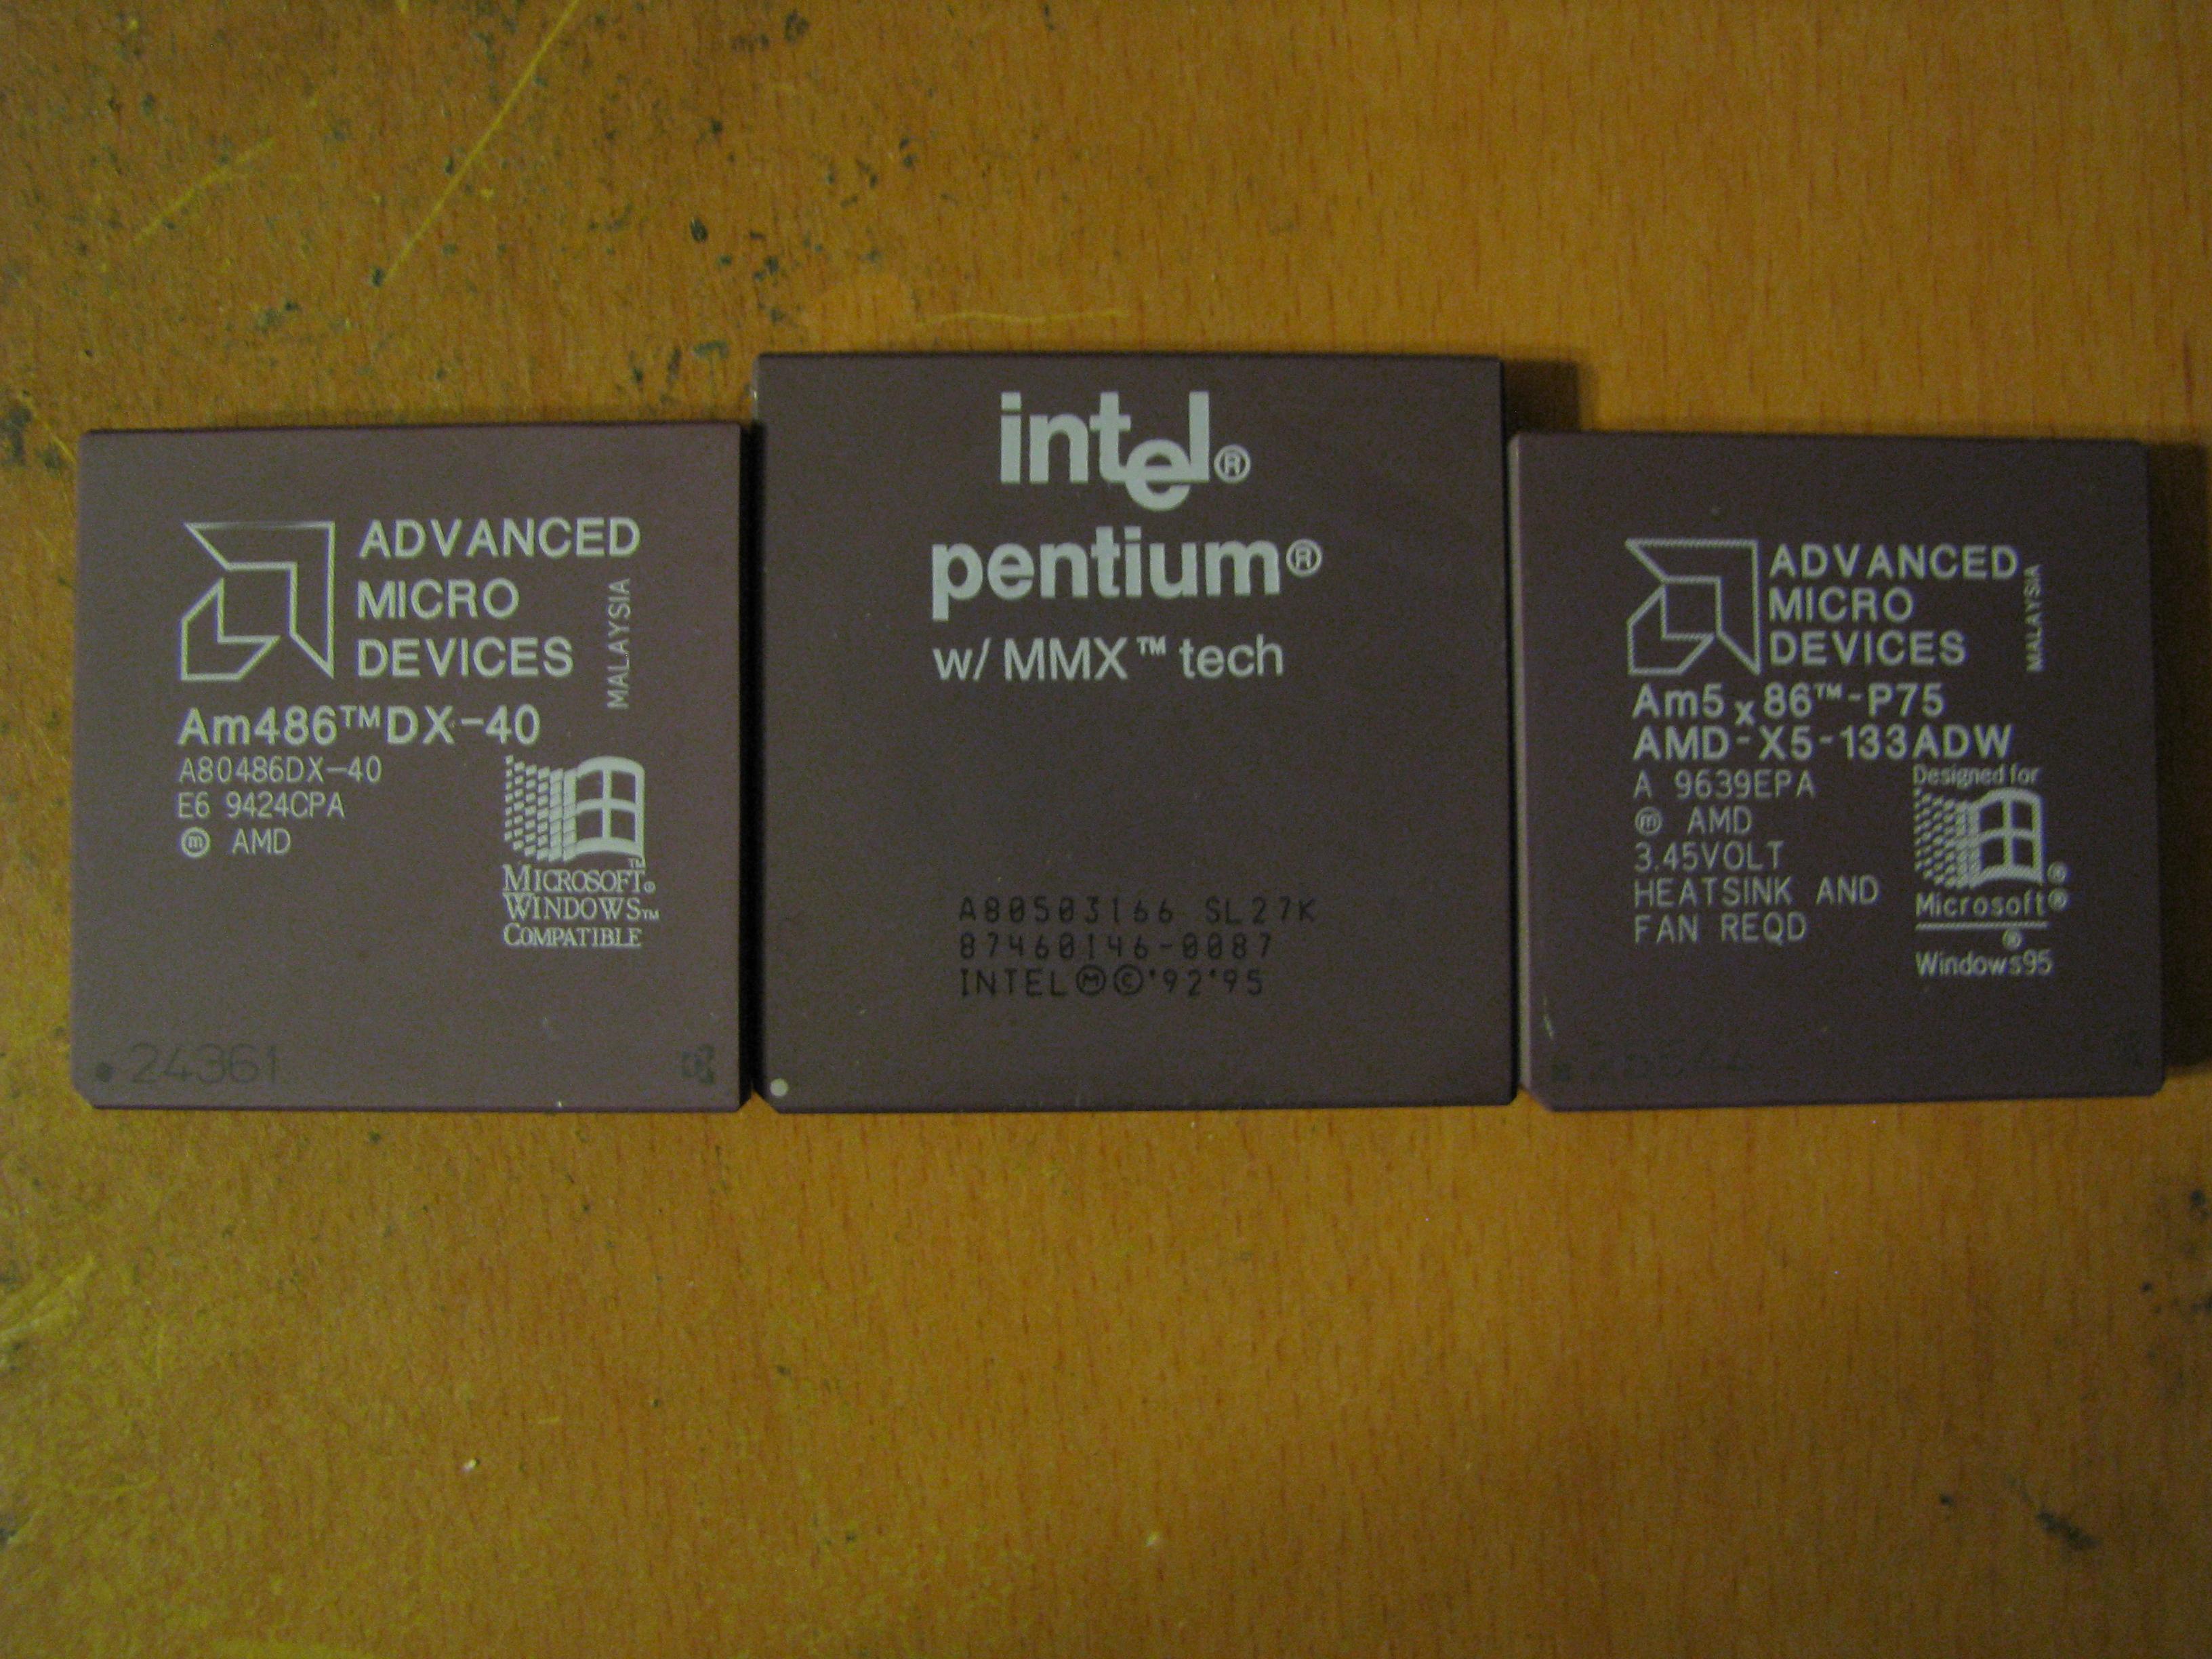 ADVANCED
MICRO
DEVICES
MALAYSIA
Am486™DX-40
A80486DX-40
E6 9424CPA
ⓜ AMD
MICROSOFT®
WINDOWS™
COMPATIBLE
24361
intel®
pentium®
w/ MMX™ tech
A80503166 SL27K
87460146-0087
INTELⓂ©'92'95
ADVANCED
MICRO
DEVICES
MALAYSIA
Am5x86™-P75
AMD-X5-133ADW
A 9639EPA
ⓜ AMD
3.45VOLT
HEATSINK AND
FAN REQD
Designed for
Microsoft®
Windows95